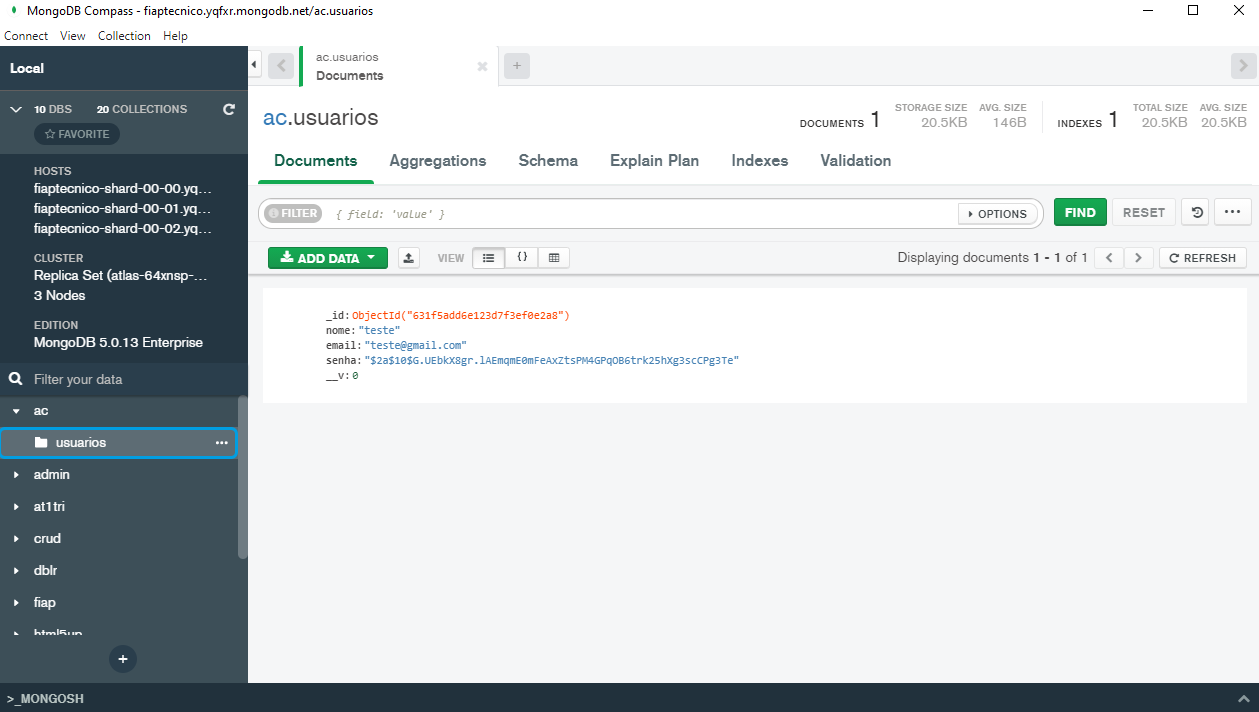 MongoDB Compass - fiaptecnico.yqfxr.mongodb.net/ac.usuarios
Connect View Collection Help
Local
10 DBS 20 COLLECTIONS
FAVORITE
HOSTS
fiaptecnico-shard-00-00.yq...
fiaptecnico-shard-00-01.yq...
fiaptecnico-shard-00-02.yq...
CLUSTER
Replica Set (atlas-64xnsp-...
3 Nodes
EDITION
MongoDB 5.0.13 Enterprise
Filter your data
ac
usuarios
admin
at1tri
crud
dblr
fiap
html5up
ac.usuarios
Documents
ac.usuarios
DOCUMENTS 1 STORAGE SIZE 20.5KB AVG. SIZE 146B INDEXES 1 TOTAL SIZE 20.5KB AVG. SIZE 20.5KB
Documents Aggregations Schema Explain Plan Indexes Validation
FILTER { field: 'value' } OPTIONS FIND RESET
ADD DATA VIEW { } Displaying documents 1 - 1 of 1 REFRESH
_id: ObjectId("631f5add6e123d7f3ef0e2a8")
nome: "teste"
email: "teste@gmail.com"
senha: "$2a$10$G.UEbkX8gr.lAEmqmE0mFeAxZtsPM4GPqOB6trk25hXg3scCPg3Te"
__v: 0
>_MONGOSH